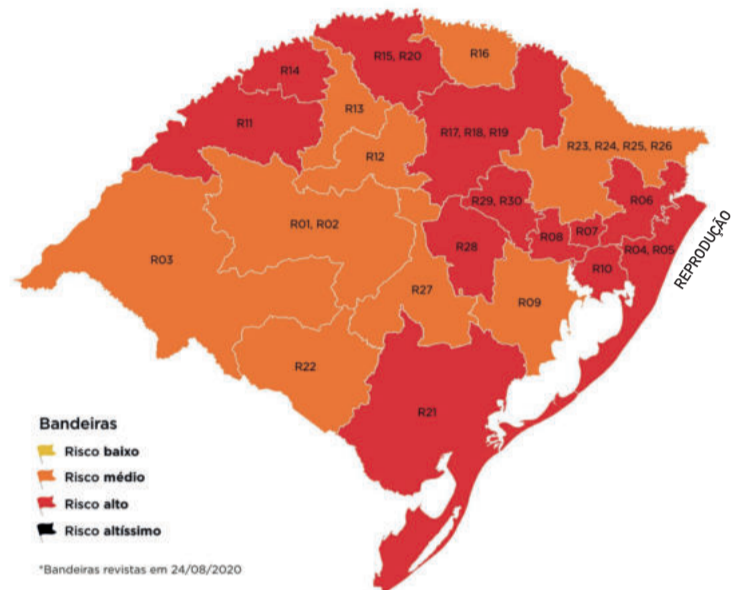 R16
R15, R20
R14
R13
R11
R17, R18, R19
R23, R24, R25, R26
R12
R29, R30
R06
R01, R02
R08
R07
R28
R04, R05
R03
R10
REPRODUÇÃO
R27
R09
R22
R21
Bandeiras
Risco baixo
Risco médio
Risco alto
Risco altíssimo
*Bandeiras revistas em 24/08/2020